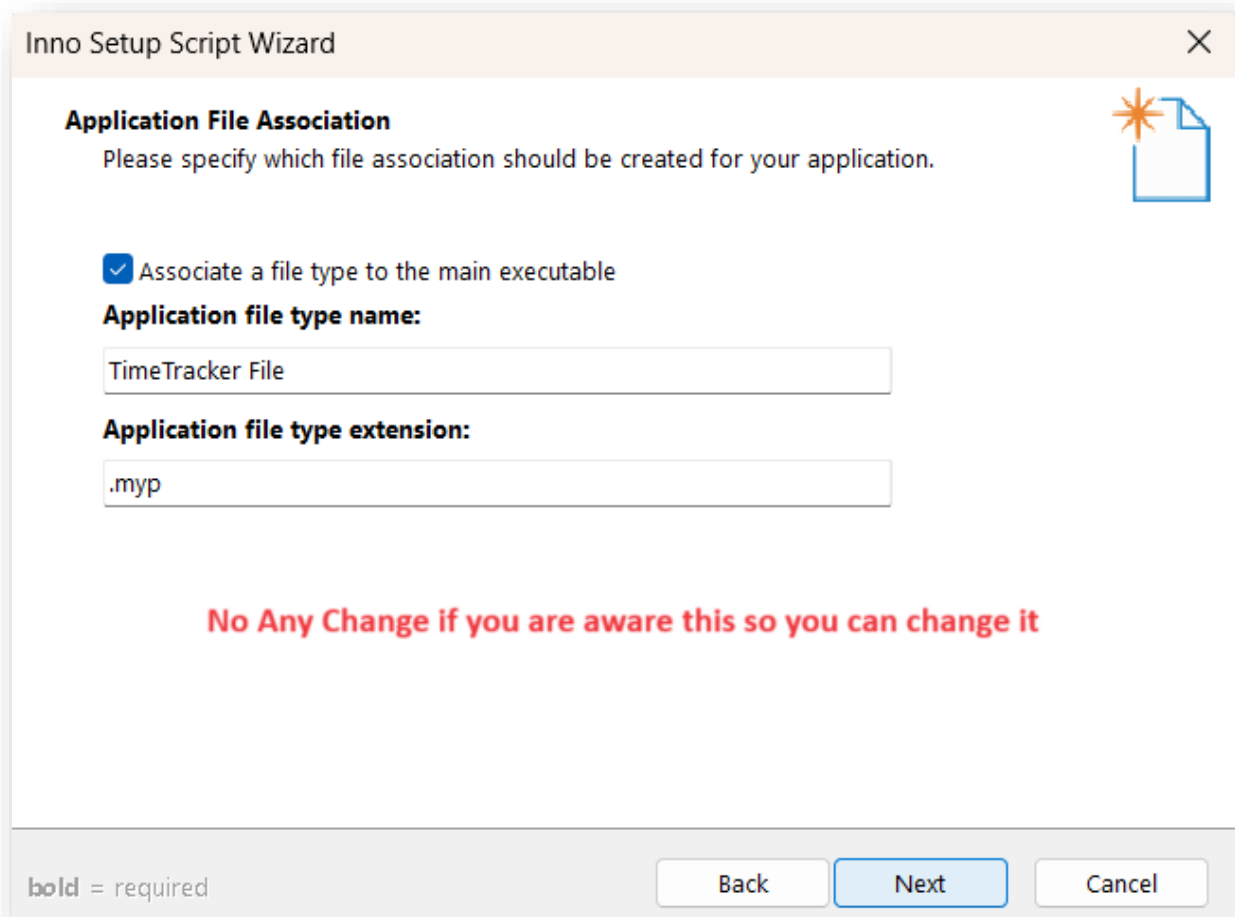 Inno Setup Script Wizard
Application File Association
Please specify which file association should be created for your application.
Associate a file type to the main executable
Application file type name:
TimeTracker File
Application file type extension:
.myp
No Any Change if you are aware this so you can change it
bold = required
Back
Next
Cancel